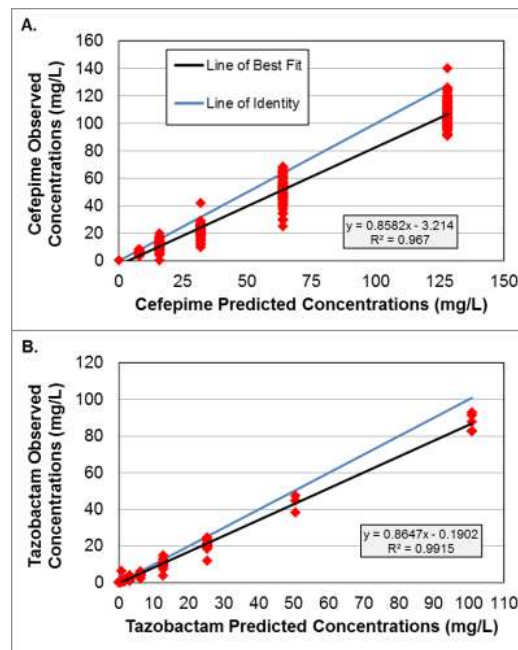 A.
160
140
120
100
80
60
40
20
0
Cefepime Observed
Concentrations (mg/L)
Line of Best Fit
Line of Identity
y = 0.8582x - 3.214
R² = 0.967
0 25 50 75 100 125 150
Cefepime Predicted Concentrations (mg/L)
B.
120
100
80
60
40
20
0
Tazobactam Observed
Concentrations (mg/L)
y = 0.8647x - 0.1902
R² = 0.9915
0 10 20 30 40 50 60 70 80 90 100 110
Tazobactam Predicted Concentrations (mg/L)